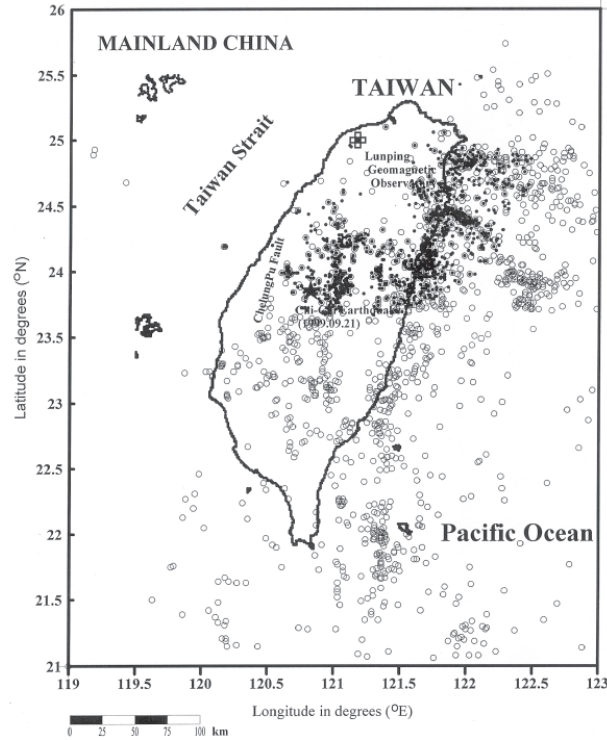 26
25.5
25
24.5
24
23.5
23
22.5
22
21.5
21
Latitude in degrees (ºN)
MAINLAND CHINA
TAIWAN
Taiwan Strait
Lunping
Geomagnetic
Observatory
ChelungPu Fault
Chi-Chi Earthquake
(1999.09.21)
Pacific Ocean
119
119.5
120
120.5
121
121.5
122
122.5
123
Longitude in degrees (ºE)
0
25
50
75
100
km